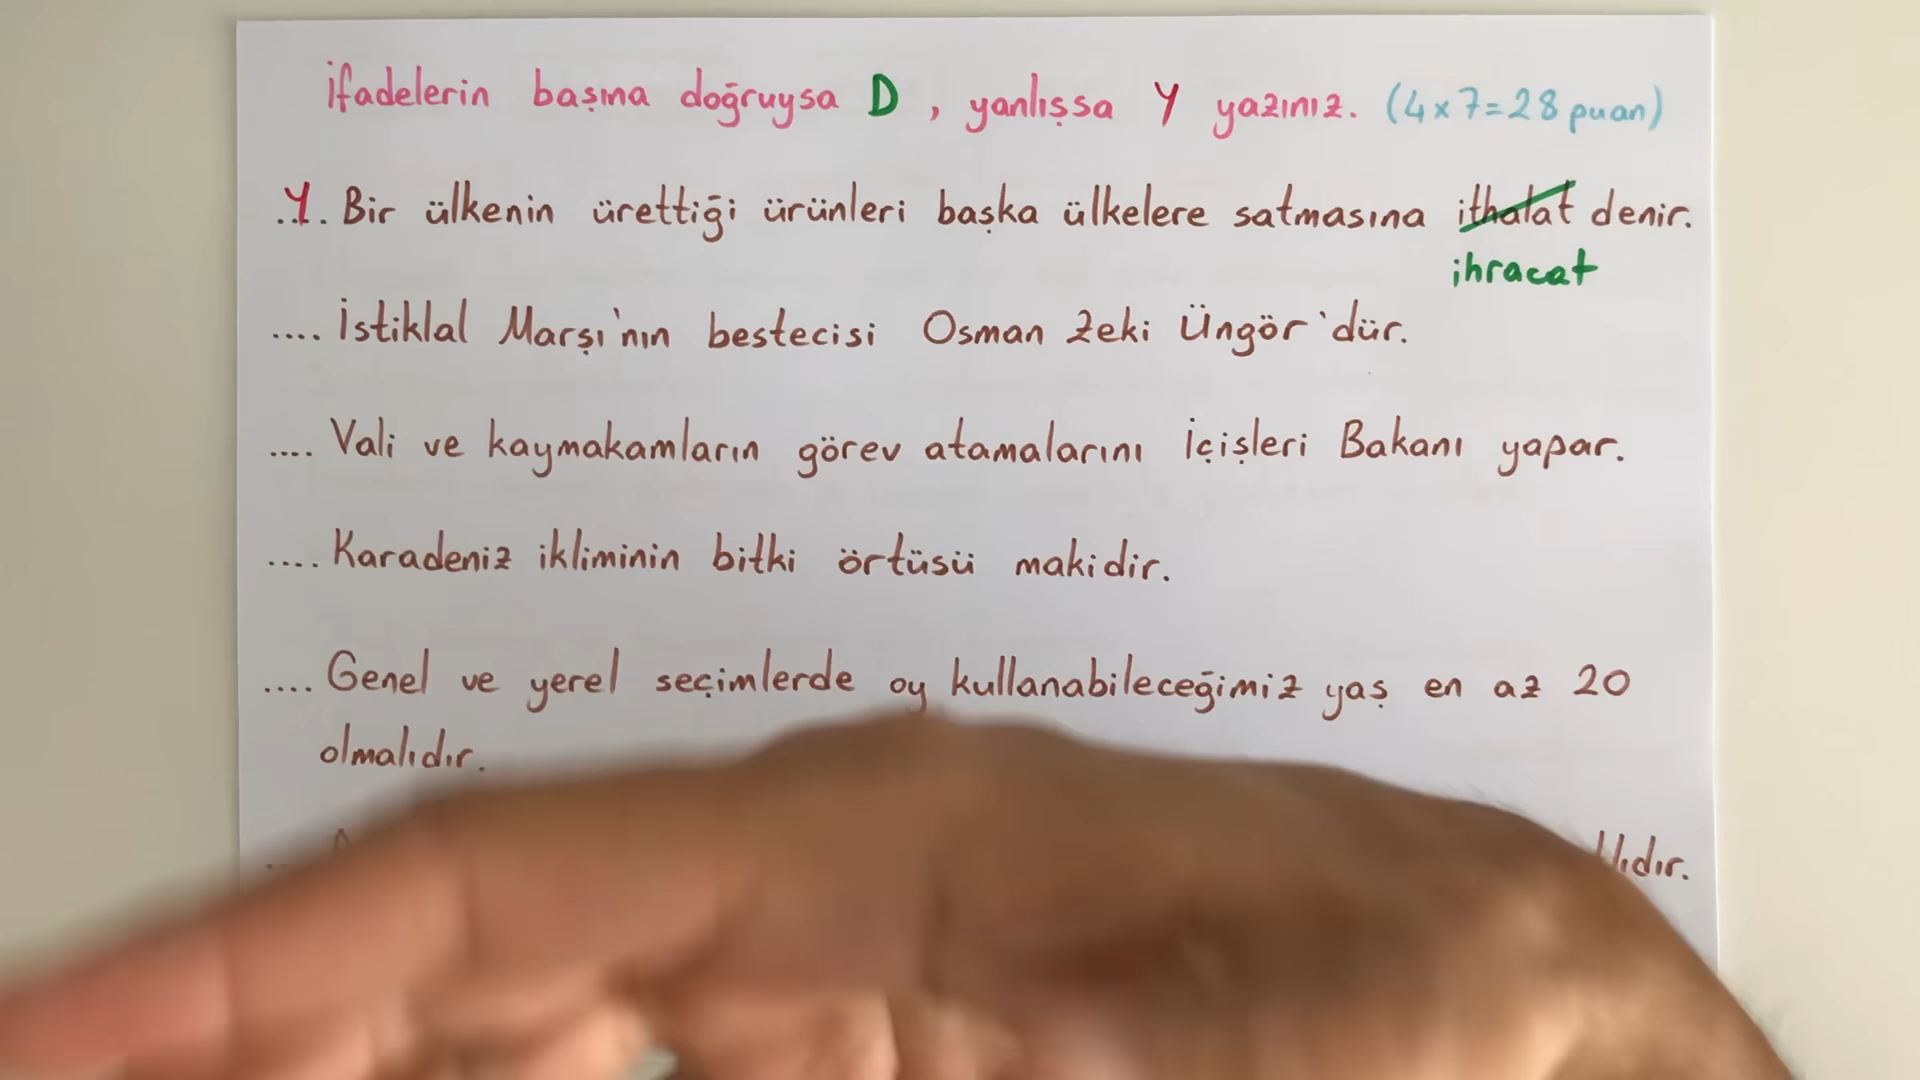 İfadelerin başına doğruysa D , yanlışsa Y yazınız. (4x7=28 puan)
.Y. Bir ülkenin ürettiği ürünleri başka ülkelere satmasına ithalat denir.
ihracat
.... İstiklal Marşı'nın bestecisi Osman Zeki Üngör'dür.
.... Vali ve kaymakamların görev atamalarını İçişleri Bakanı yapar.
.... Karadeniz ikliminin bitki örtüsü makidir.
.... Genel ve yerel seçimlerde oy kullanabileceğimiz yaş en az 20
olmalıdır.